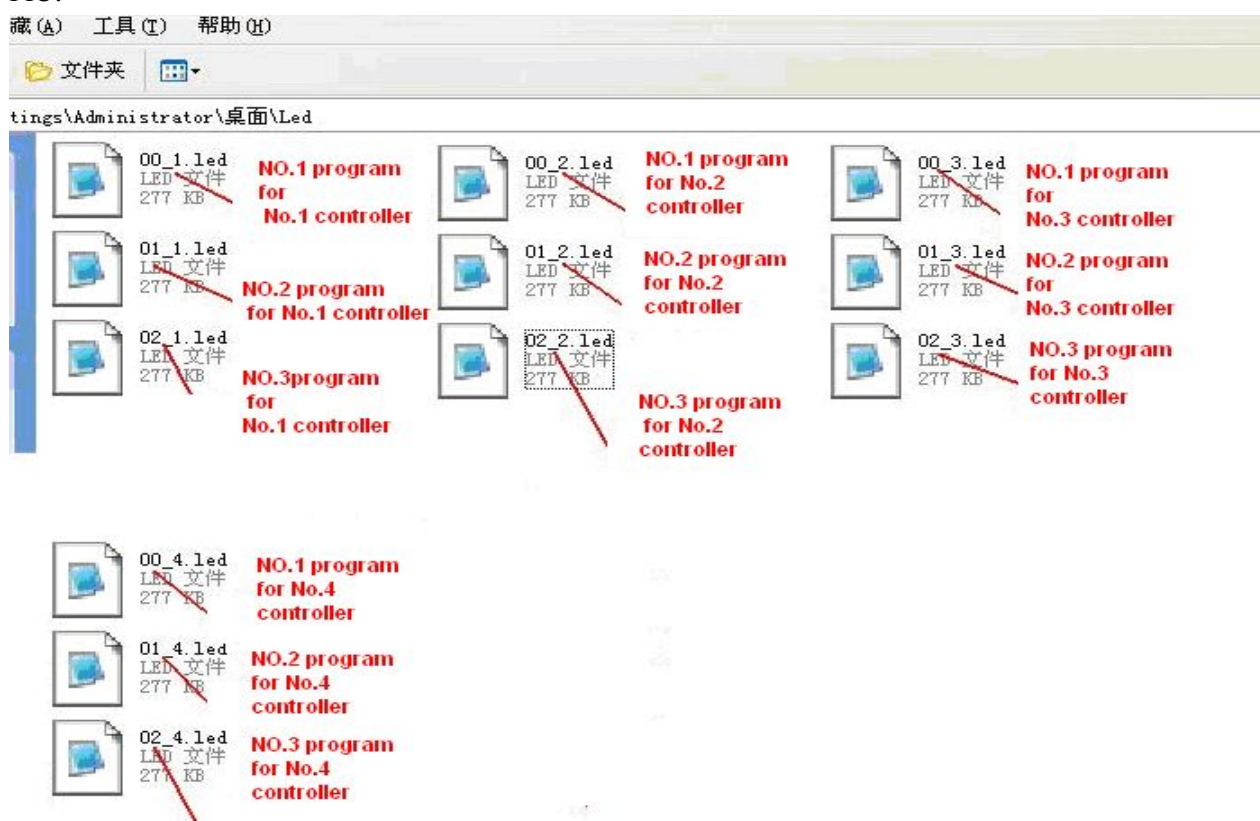 藏(A) 工具(T) 帮助(H)
文件夹
tings\Administrator\桌面\Led
00_1.led
LED 文件
277 KB
NO.1 program
for
No.1 controller
00_2.led
LED 文件
277 KB
NO.1 program
for No.2
controller
00_3.led
LED 文件
277 KB
NO.1 program
for
No.3 controller
01_1.led
LED 文件
277 KB
NO.2 program
for No.1 controller
01_2.led
LED 文件
277 KB
NO.2 program
for No.2
controller
01_3.led
LED 文件
277 KB
NO.2 program
for
No.3 controller
02_1.led
LED 文件
277 KB
NO.3program
for
No.1 controller
02_2.led
LED 文件
277 KB
NO.3 program
for No.2
controller
02_3.led
LED 文件
277 KB
NO.3 program
for No.3
controller
00_4.led
LED 文件
277 KB
NO.1 program
for No.4
controller
01_4.led
LED 文件
277 KB
NO.2 program
for No.4
controller
02_4.led
LED 文件
277 KB
NO.3 program
for No.4
controller